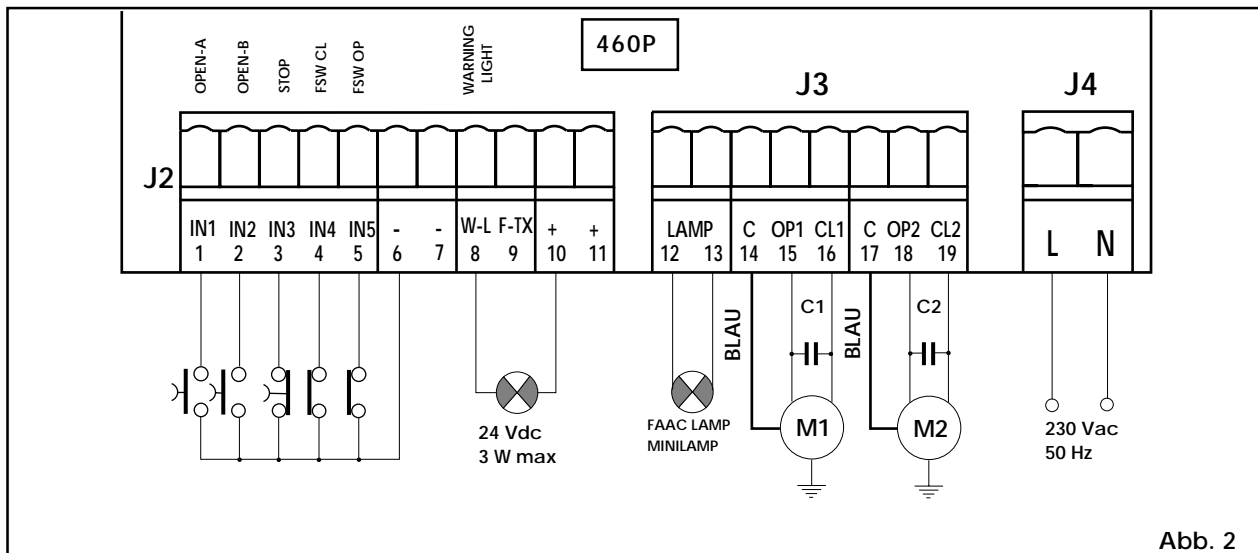 460P
OPEN-A
OPEN-B
STOP
FSW CL
FSW OP
WARNING
LIGHT
J3
J4
J2
IN1 IN2 IN3 IN4 IN5 - - W-L F-TX + +
1 2 3 4 5 6 7 8 9 10 11
LAMP C OP1 CL1 C OP2 CL2
12 13 14 15 16 17 18 19
L N
BLAU
C1
BLAU
C2
24 Vdc
3 W max
FAAC LAMP
MINILAMP
M1
M2
230 Vac
50 Hz
Abb. 2